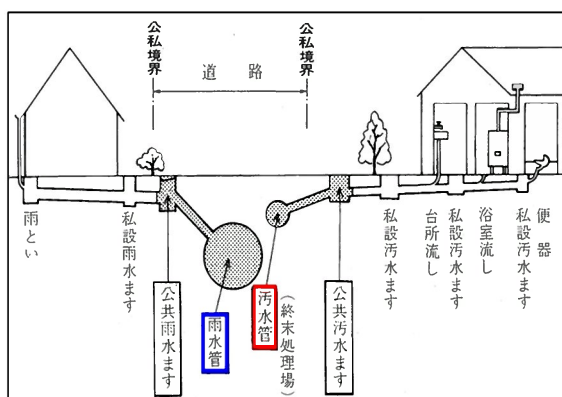 公私境界
道路
公私境界
雨とい
私設雨水ます
公共雨水ます
雨水管
汚水管
(終末処理場)
公共汚水ます
私設汚水ます
台所流し
私設汚水ます
浴室流し
私設汚水ます
便器